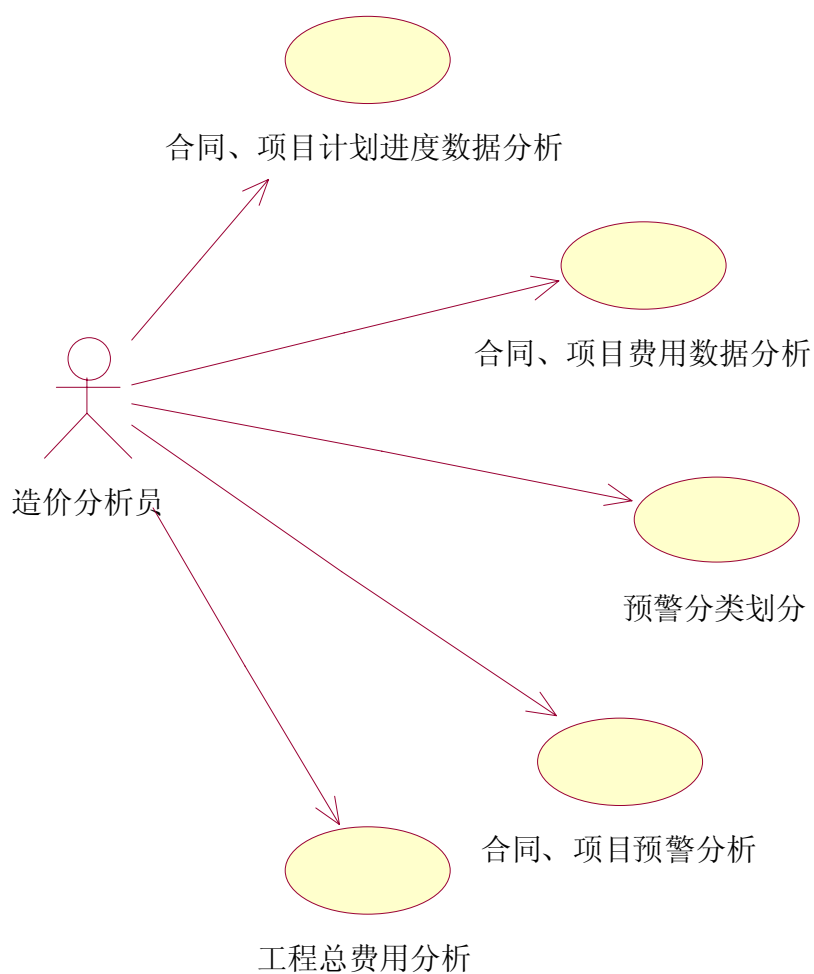 合同、项目计划进度数据分析
合同、项目费用数据分析
造价分析员
预警分类划分
合同、项目预警分析
工程总费用分析